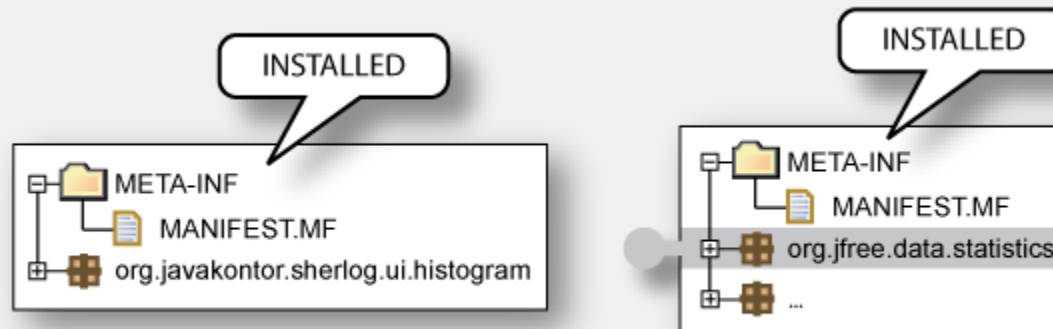 INSTALLED
META-INF
MANIFEST.MF
org.javakontor.sherlog.ui.histogram
INSTALLED
META-INF
MANIFEST.MF
org.jfree.data.statistics
...